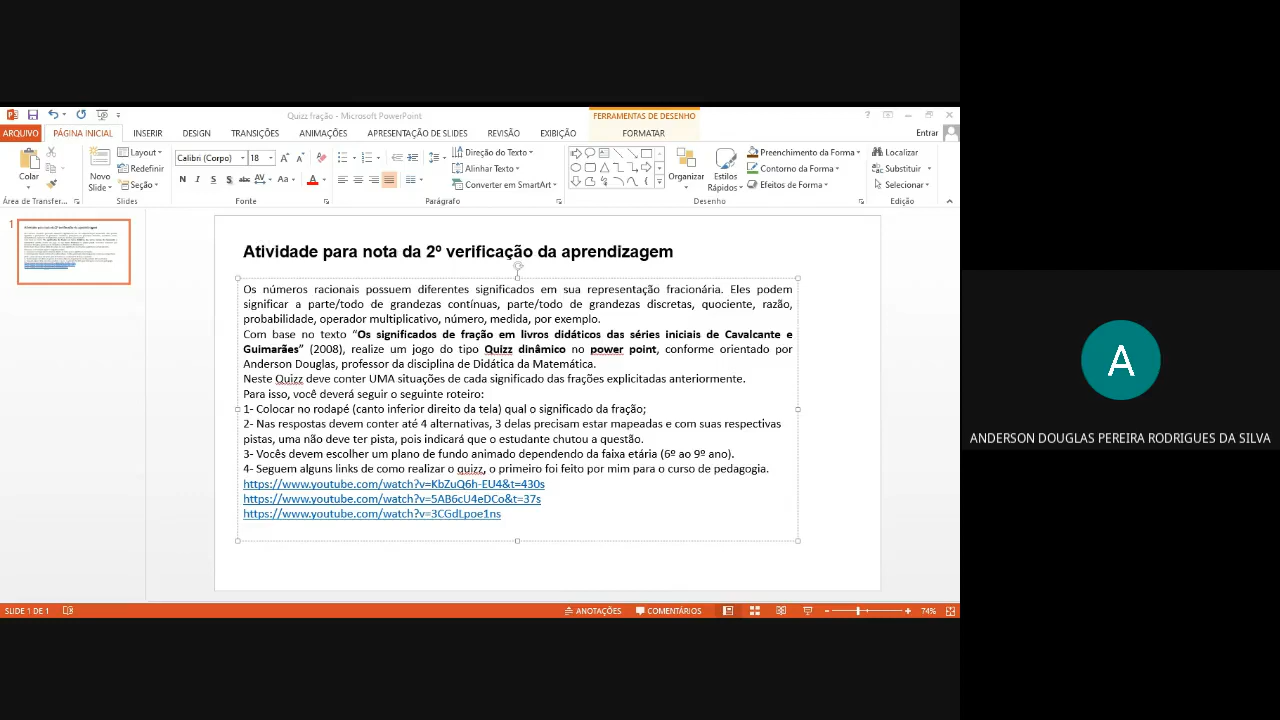 Quizz fração - Microsoft PowerPoint
FERRAMENTAS DE DESENHO
?
ARQUIVO
PÁGINA INICIAL
INSERIR
DESIGN
TRANSIÇÕES
ANIMAÇÕES
APRESENTAÇÃO DE SLIDES
REVISÃO
EXIBIÇÃO
FORMATAR
Entrar
Colar
Novo
Slide
Layout
Redefinir
Seção
Calibri (Corpo)
18
N I S S abc AV Aa A
Direção do Texto
Alinhar Texto
Converter em SmartArt
Organizar
Estilos
Rápidos
Preenchimento da Forma
Contorno da Forma
Efeitos de Forma
Localizar
Substituir
Selecionar
Área de Transfer...
Slides
Fonte
Parágrafo
Desenho
Edição
1
Atividade para nota da 2º verificação da aprendizagem
Os números racionais possuem diferentes significados em sua representação fracionária. Eles podem
significar a parte/todo de grandezas contínuas, parte/todo de grandezas discretas, quociente, razão,
probabilidade, operador multiplicativo, número, medida, por exemplo.
Com base no texto “Os significados de fração em livros didáticos das séries iniciais de Cavalcante e
Guimarães” (2008), realize um jogo do tipo Quizz dinâmico no power point, conforme orientado por
Anderson Douglas, professor da disciplina de Didática da Matemática.
Neste Quizz deve conter UMA situações de cada significado das frações explicitadas anteriormente.
Para isso, você deverá seguir o seguinte roteiro:
1- Colocar no rodapé (canto inferior direito da tela) qual o significado da fração;
2- Nas respostas devem conter até 4 alternativas, 3 delas precisam estar mapeadas e com suas respectivas
pistas, uma não deve ter pista, pois indicará que o estudante chutou a questão.
3- Vocês devem escolher um plano de fundo animado dependendo da faixa etária (6º ao 9º ano).
4- Seguem alguns links de como realizar o quizz, o primeiro foi feito por mim para o curso de pedagogia.
https://www.youtube.com/watch?v=KbZuQ6h-EU4&t=430s
https://www.youtube.com/watch?v=5AB6cU4eDCo&t=37s
https://www.youtube.com/watch?v=3CGdLpoe1ns
SLIDE 1 DE 1
ANOTAÇÕES
COMENTÁRIOS
74%
A
ANDERSON DOUGLAS PEREIRA RODRIGUES DA SILVA